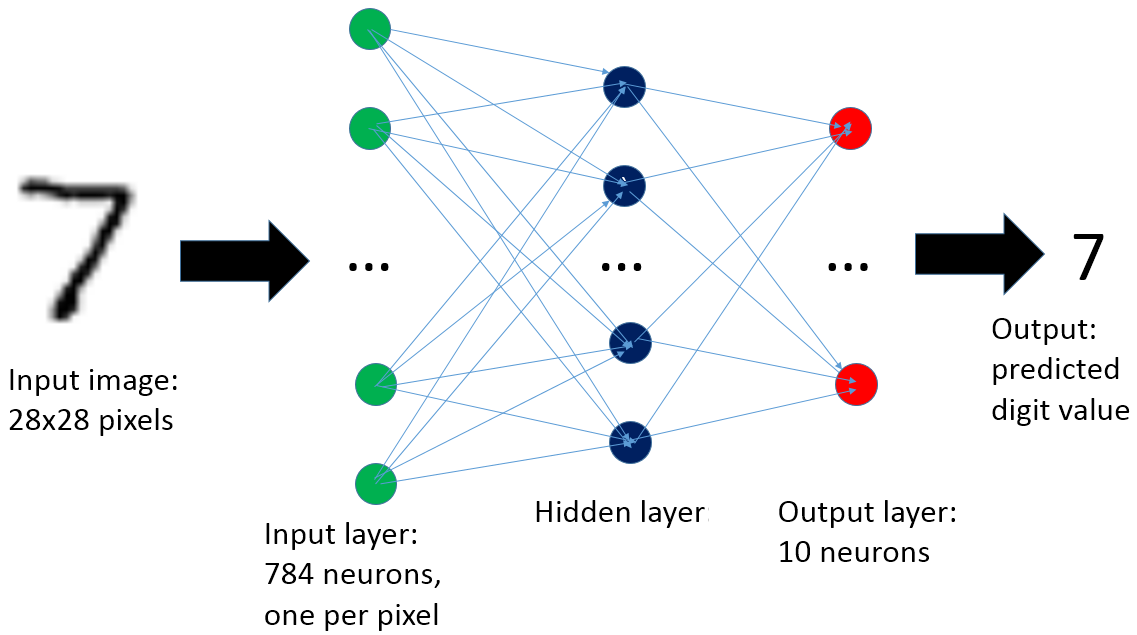 7
Input image:
28x28 pixels
...
...
...
Input layer:
784 neurons,
one per pixel
Hidden layer
Output layer:
10 neurons
7
Output:
predicted
digit value